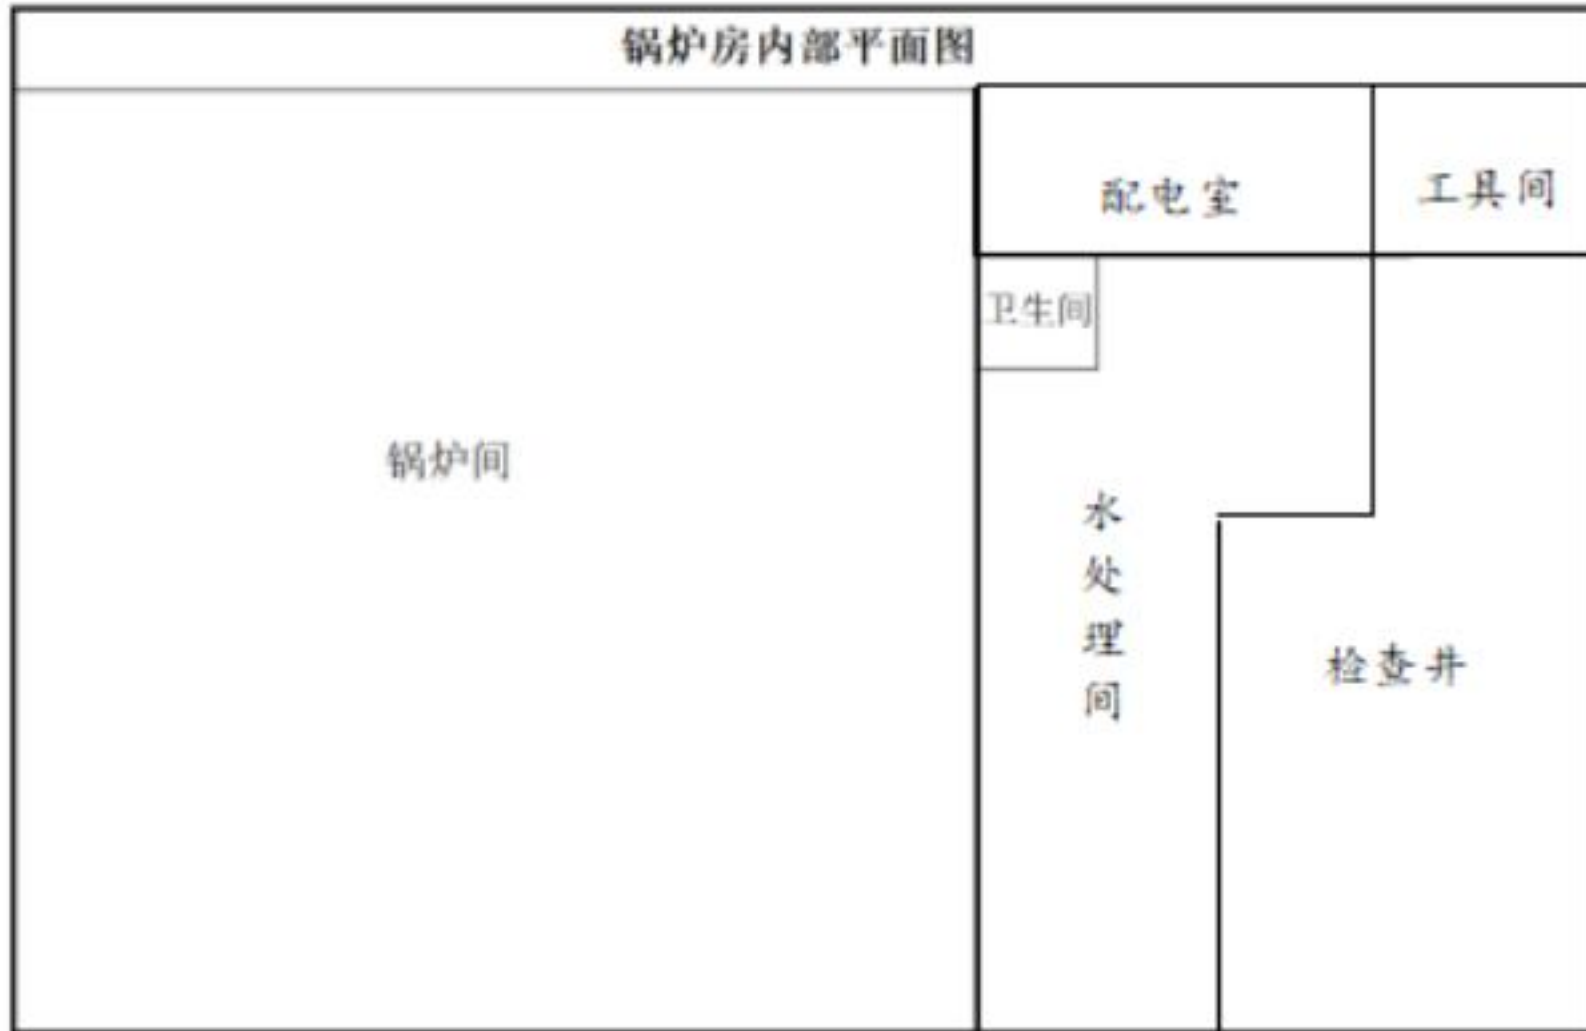 锅炉房内部平面图
配电室
工具间
卫生间
锅炉间
水处理间
检查井